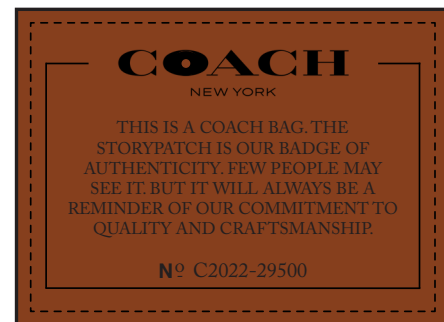 COACH
NEW YORK
THIS IS A COACH BAG. THE
STORYPATCH IS OUR BADGE OF
AUTHENTICITY. FEW PEOPLE MAY
SEE IT. BUT IT WILL ALWAYS BE A
REMINDER OF OUR COMMITMENT TO
QUALITY AND CRAFTSMANSHIP.
Nº C2022-29500